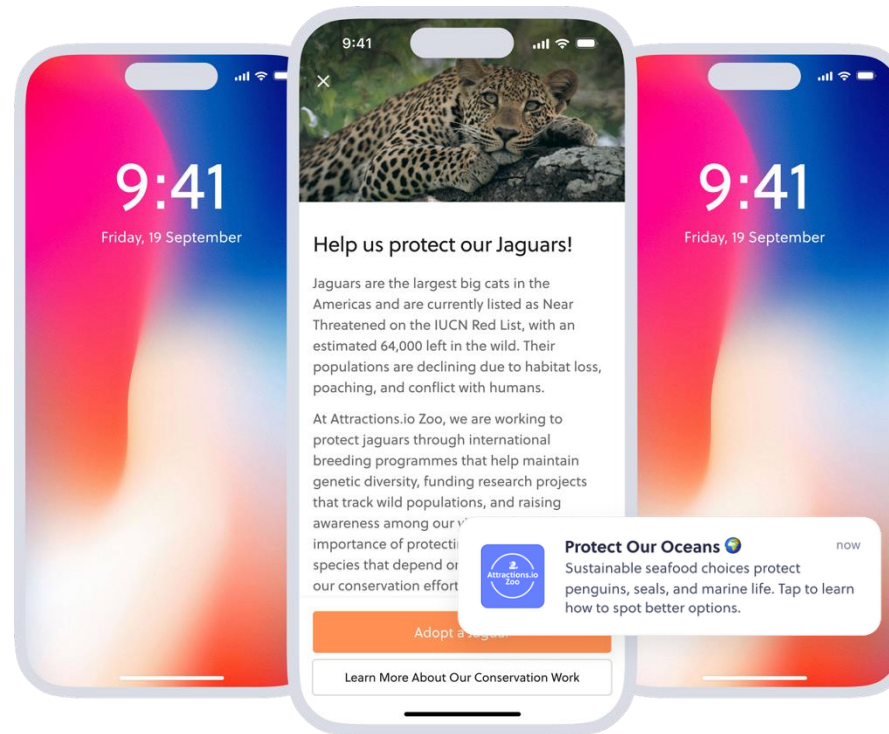 9:41
Friday, 19 September
9:41
Help us protect our Jaguars!
Jaguars are the largest big cats in the
Americas and are currently listed as Near
Threatened on the IUCN Red List, with an
estimated 64,000 left in the wild. Their
populations are declining due to habitat loss,
poaching, and conflict with humans.
At Attractions.io Zoo, we are working to
protect jaguars through international
breeding programmes that help maintain
genetic diversity, funding research projects
that track wild populations, and raising
awareness among our
importance of
species that depend
our conservation
Adopt a
Learn More About Our Conservation Work
9:41
Friday, 19 September
Attractions.io
Zoo
Protect Our Oceans 🌍
now
Sustainable seafood choices protect
penguins, seals, and marine life. Tap to learn
how to spot better options.